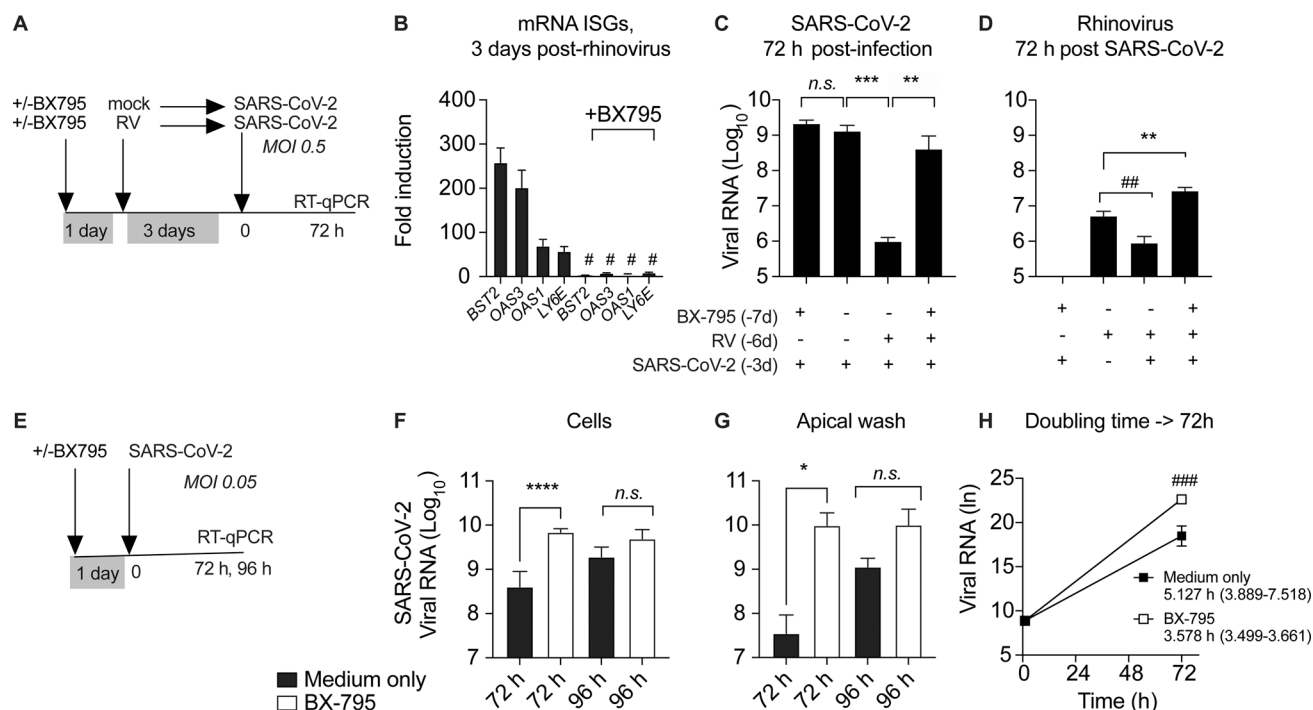 A
+/-BX795 mock SARS-CoV-2
+/-BX795 RV SARS-CoV-2
MOI 0.5
RT-qPCR
1 day 3 days 0 72 h
B
mRNA ISGs,
3 days post-rhinovirus
Fold induction
400
300
200
100
0
+BX795
# # # #
BST2 OAS3 OAS1 LY6E BST2 OAS3 OAS1 LY6E
C
SARS-CoV-2
72 h post-infection
n.s. *** **
Viral RNA (Log10)
10
9
8
7
6
5
BX-795 (-7d) + - - +
RV (-6d) - - + +
SARS-CoV-2 (-3d) + + + +
D
Rhinovirus
72 h post SARS-CoV-2
**
##
10
9
8
7
6
5
+ - - +
- + + +
+ - + +
E
+/-BX795 SARS-CoV-2
MOI 0.05
RT-qPCR
1 day 0 72 h, 96 h
F
Cells
SARS-CoV-2
Viral RNA (Log10)
11
10
9
8
7
**** n.s.
72 h 72 h 96 h 96 h
Medium only
BX-795
G
Apical wash
11
10
9
8
7
* n.s.
72 h 72 h 96 h 96 h
H
Doubling time -> 72h
Viral RNA (ln)
25
20
15
10
5
###
Medium only
5.127 h (3.889-7.518)
BX-795
3.578 h (3.499-3.661)
0 24 48 72
Time (h)